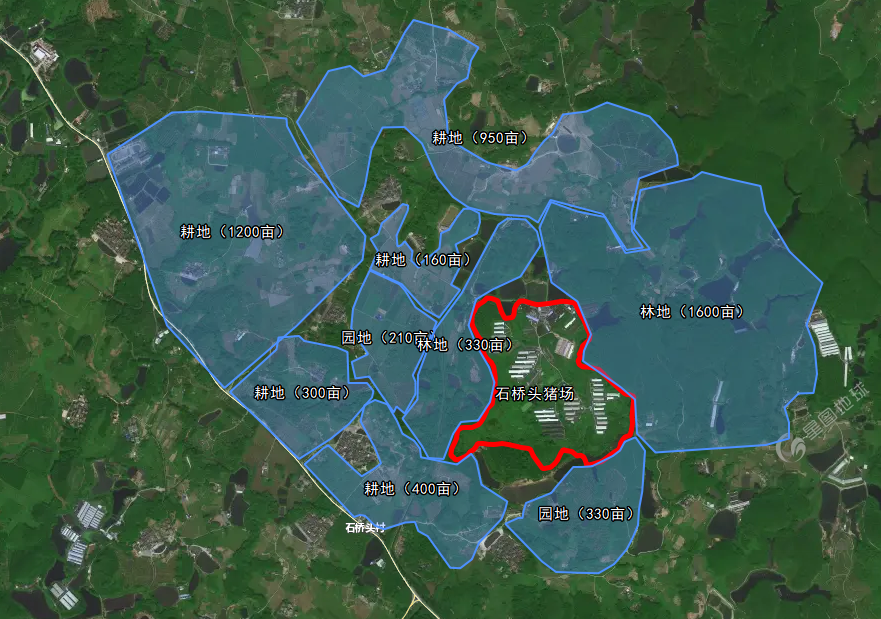 耕地（950亩）
耕地（1200亩）
耕地（160亩）
林地（1600亩）
园地（210亩）
林地（330亩）
耕地（300亩）
石桥头猪场
耕地（400亩）
园地（330亩）
石桥头村
星图地球